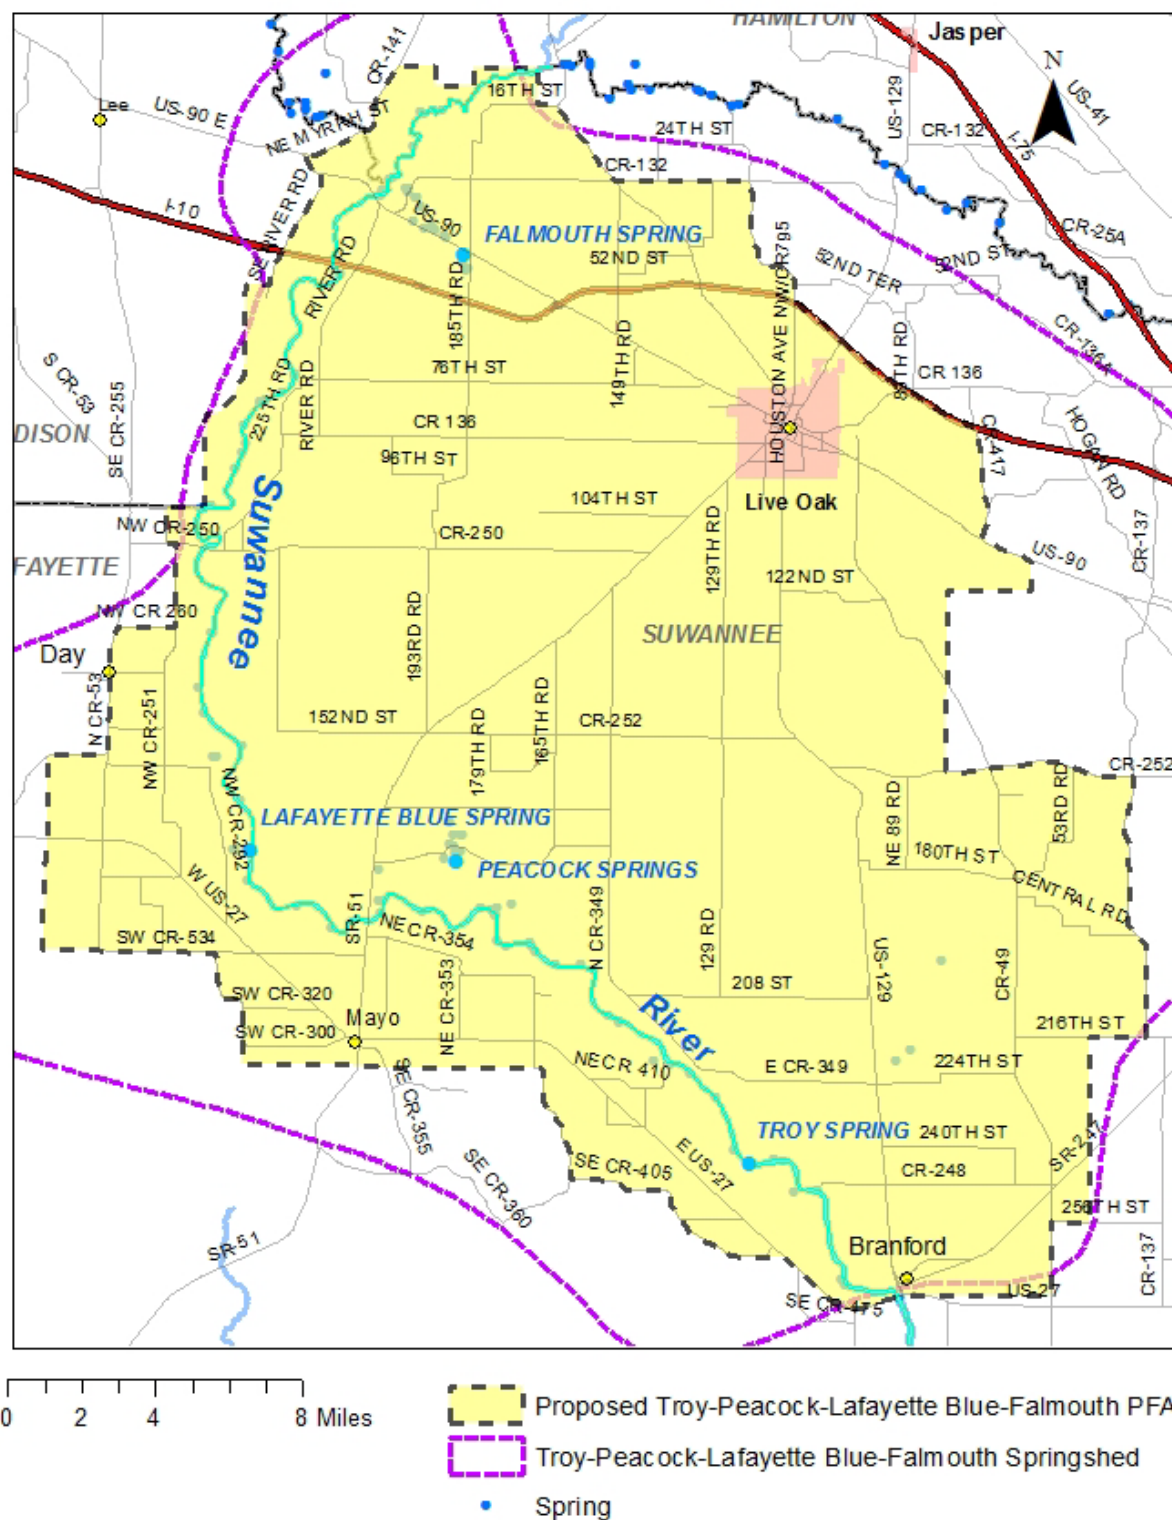 HAMILTON
Jasper
CR-141
N
US-41
Lee
US-90 E
16TH ST
US-129
NE MYRRH ST
24TH ST
CR-132
I-75
CR-132
SE RIVER RD
I-10
US-90
FALMOUTH SPRING
CR-25A
RIVER RD
52ND ST
HOUSTON AVE NW/CR795
52ND TER
52ND ST
185TH RD
CR-136A
S CR-53
SE CR-255
76TH ST
149TH RD
CR 136
225TH RD
RIVER RD
DISON
CR 136
HOGAN RD
CR-417
96TH ST
Suwannee
104TH ST
Live Oak
NW CR-250
CR-250
129TH RD
CR-137
US-90
FAYETTE
122ND ST
NW CR 260
193RD RD
SUWANNEE
Day
N CR-53
NW CR-251
152ND ST
179TH RD
165TH RD
CR-252
CR-252
NW CR-292
LAFAYETTE BLUE SPRING
NE 89 RD
53RD RD
PEACOCK SPRINGS
180TH ST
W US-27
SR-51
CENTRAL RD
SW CR-534
NE CR-354
N CR-349
129 RD
US-129
CR-49
SW CR-320
NE CR-353
208 ST
Mayo
River
SW CR-300
216TH ST
NE CR 410
E CR-349
224TH ST
SE CR-355
TROY SPRING
240TH ST
SR-247
SE CR-360
SE CR-405
E US-27
CR-248
256TH ST
SR-51
Branford
CR-137
SE CR-475
US-27
0 2 4 8 Miles
Proposed Troy-Peacock-Lafayette Blue-Falmouth PFA
Troy-Peacock-Lafayette Blue-Falmouth Springshed
Spring